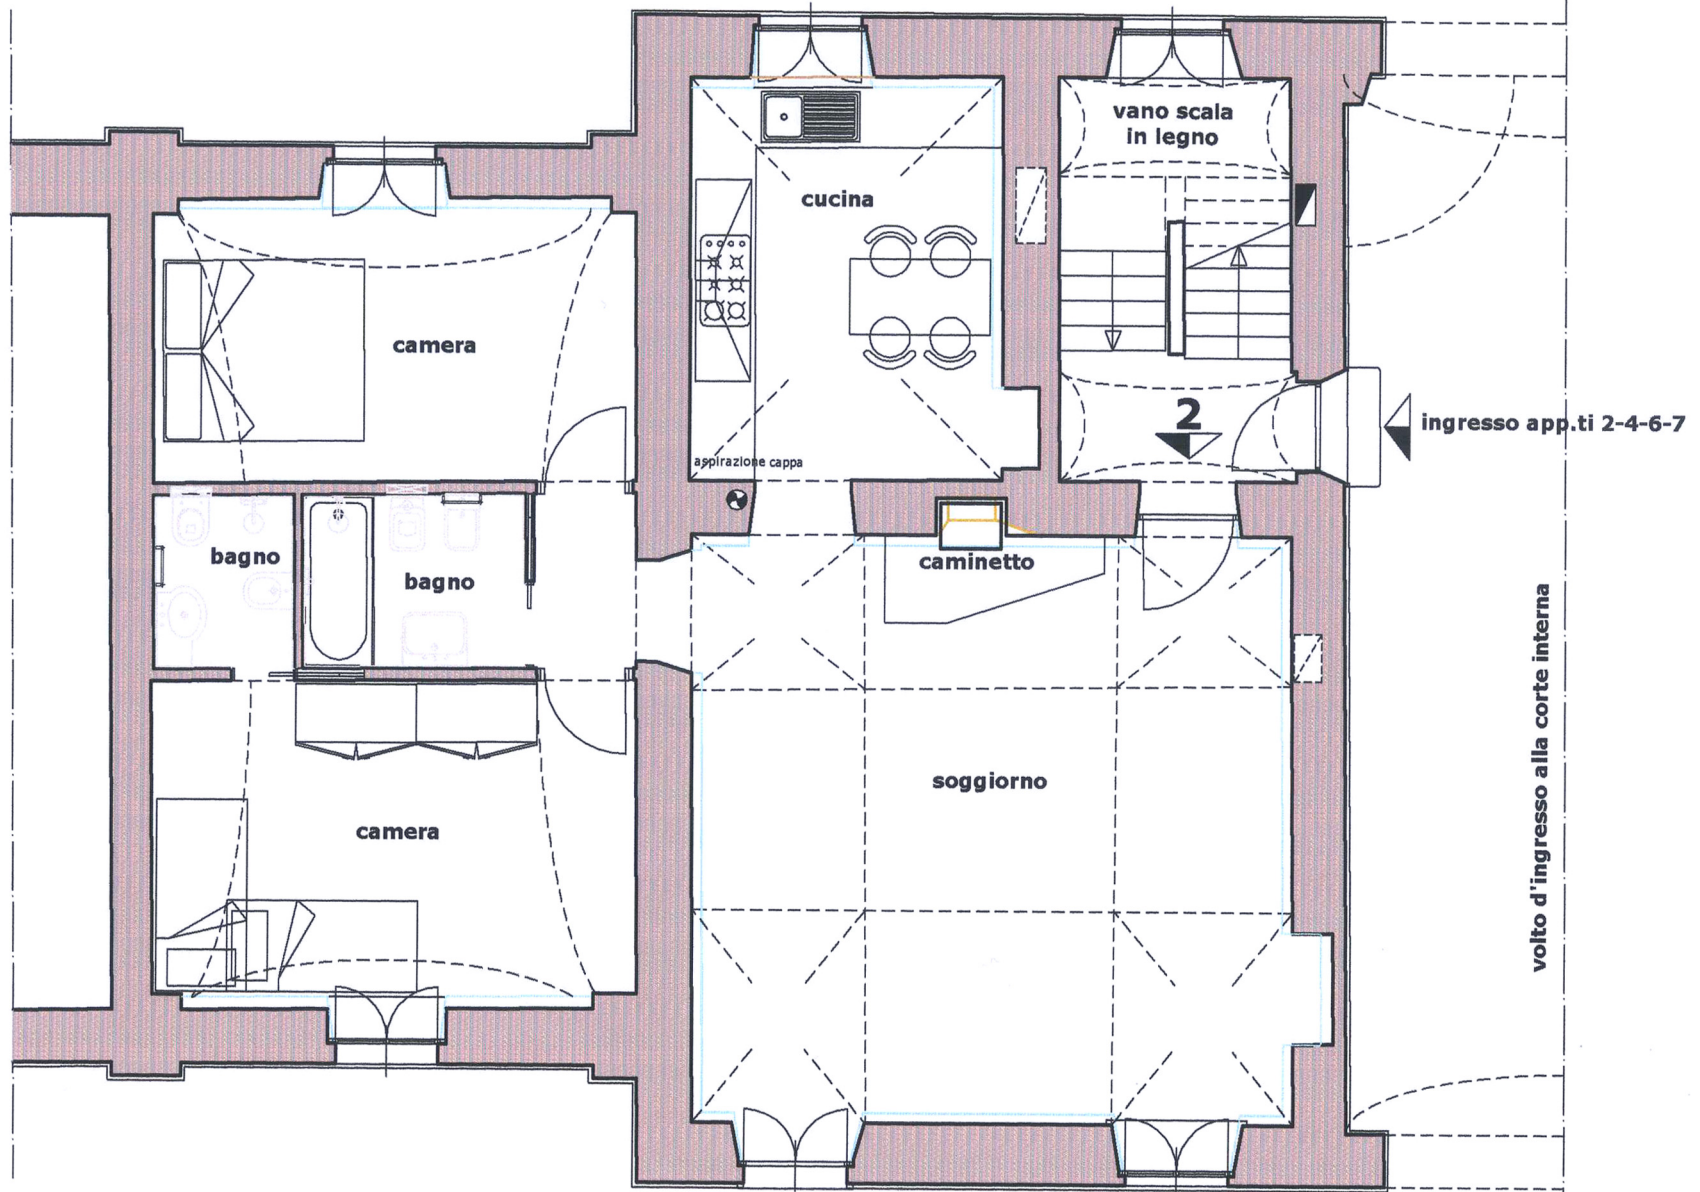 vano scala
in legno
cucina
camera
2
ingresso app.ti 2-4-6-7
aspirazione cappa
bagno
bagno
caminetto
volto d'ingresso alla corte interna
soggiorno
camera